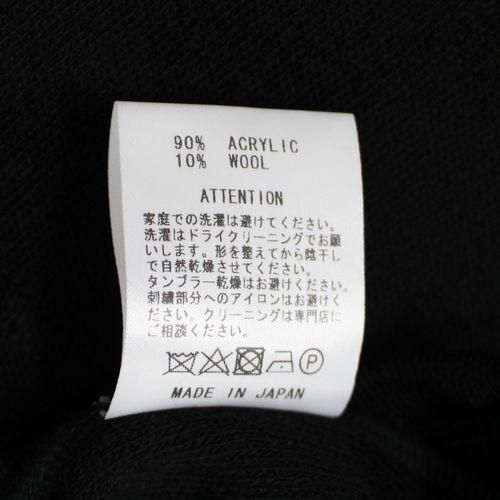 90% ACRYLIC
10% WOOL
ATTENTION
家庭での洗濯は避けてください。
洗濯はドライクリーニングでお願
いします。形を整えてから陰干し
で自然乾燥させてください。
タンブラー乾燥はお避けください。
刺繍部分へのアイロンはお避けくだ
さい。クリーニングは専門店に
ご相談ください。
P
MADE IN JAPAN